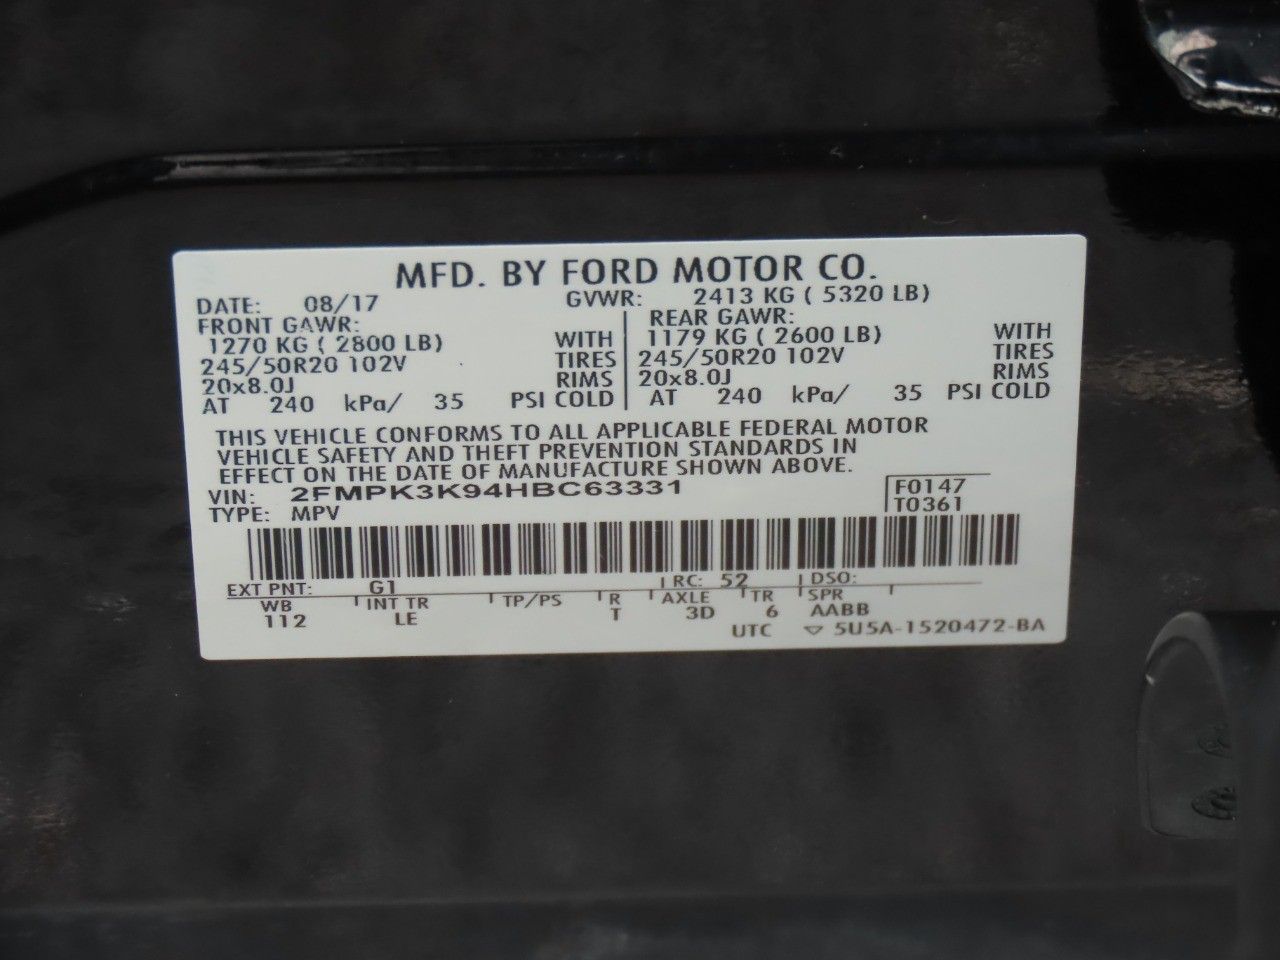 MFD. BY FORD MOTOR CO.
DATE: 08/17 GVWR: 2413 KG ( 5320 LB)
FRONT GAWR: REAR GAWR:
1270 KG ( 2800 LB) WITH 1179 KG ( 2600 LB) WITH
245/50R20 102V TIRES 245/50R20 102V TIRES
20x8.0J RIMS 20x8.0J RIMS
AT 240 kPa/ 35 PSI COLD AT 240 kPa/ 35 PSI COLD
THIS VEHICLE CONFORMS TO ALL APPLICABLE FEDERAL MOTOR
VEHICLE SAFETY AND THEFT PREVENTION STANDARDS IN
EFFECT ON THE DATE OF MANUFACTURE SHOWN ABOVE.
VIN: 2FMPK3K94HBC63331 F0147
TYPE: MPV T0361
EXT PNT: G1 RC: 52 DSO:
WB INT TR TP/PS R AXLE TR SPR
112 LE T 3D 6 AABB
UTC ▽ 5U5A-1520472-BA